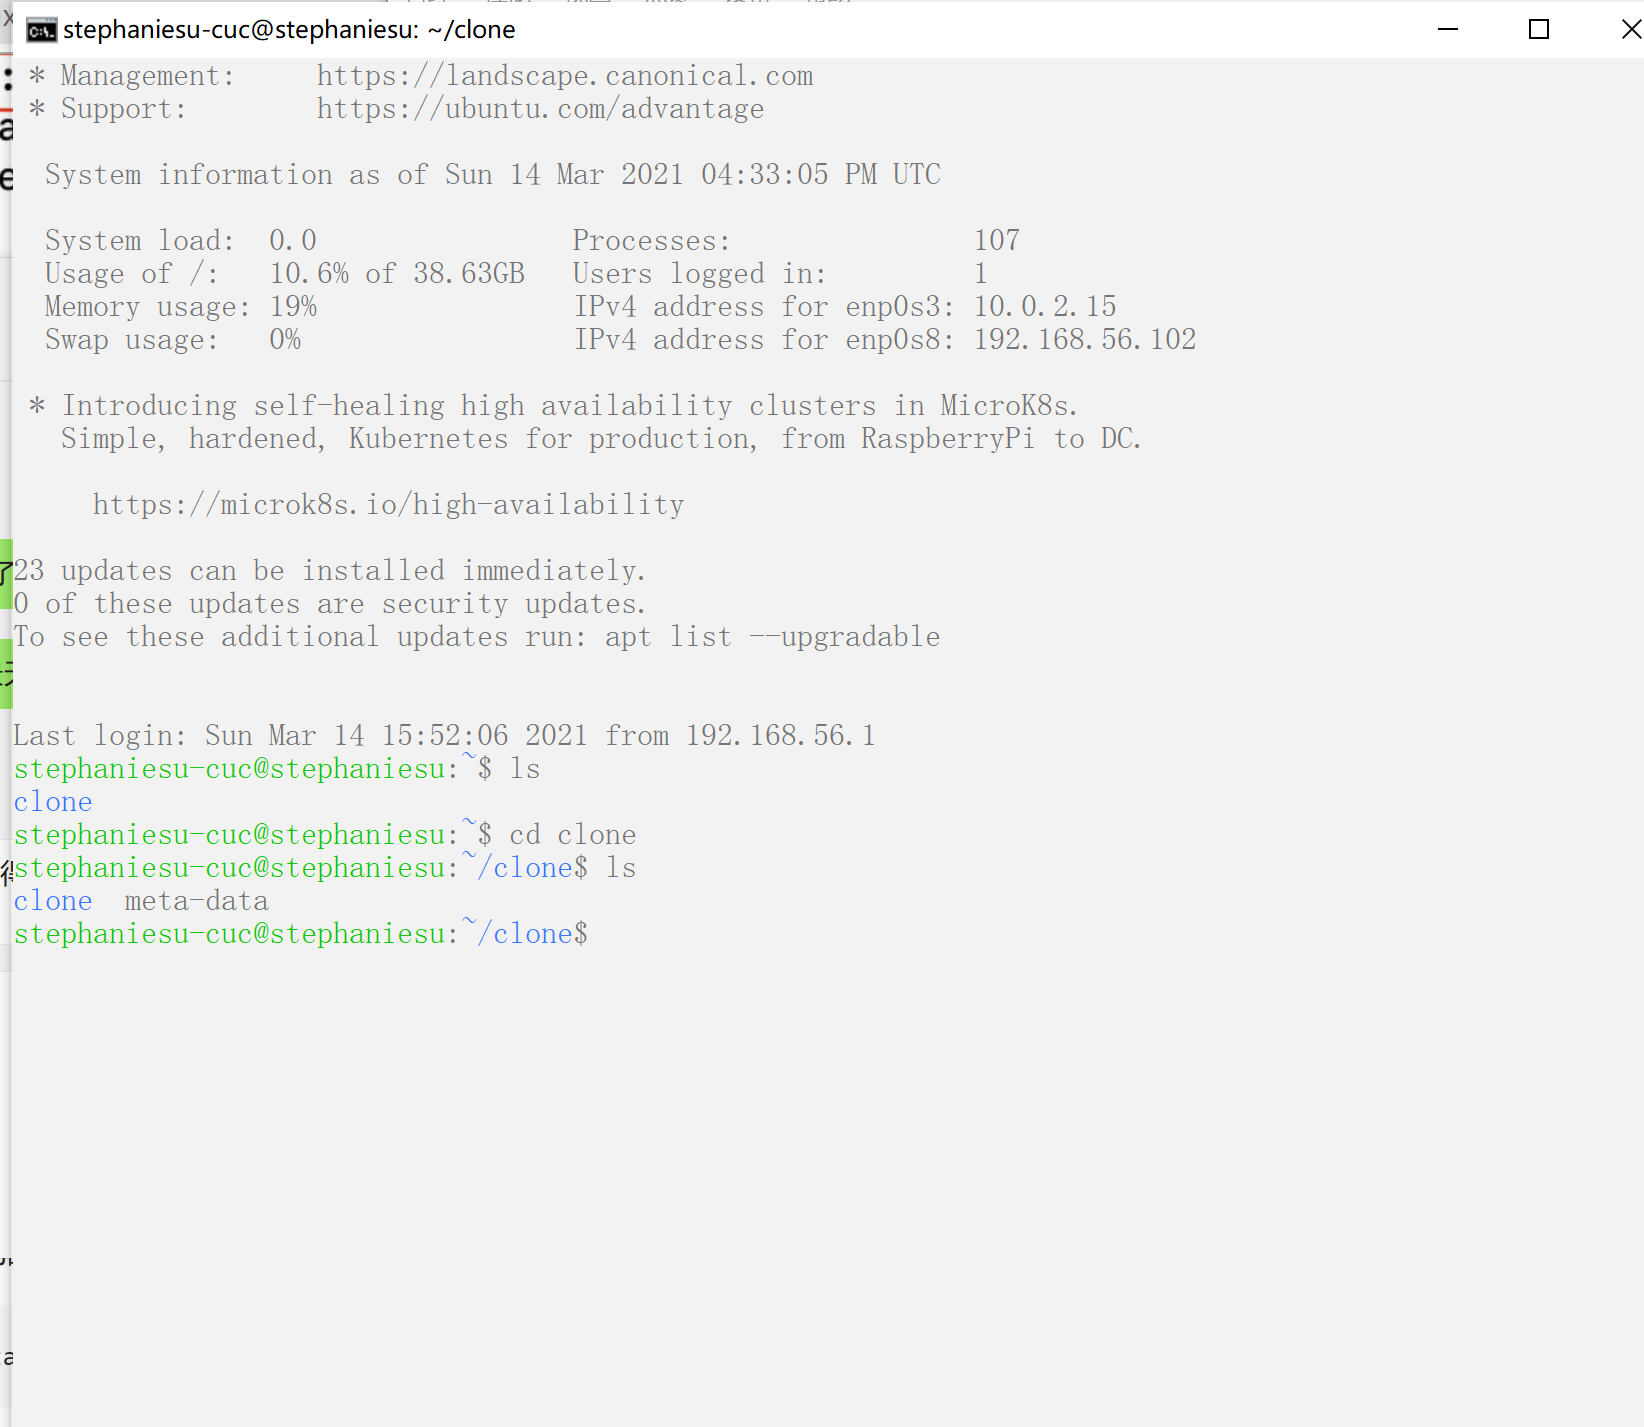 stephaniesu-cuc@stephaniesu: ~/clone
* Management:     https://landscape.canonical.com
* Support:        https://ubuntu.com/advantage
System information as of Sun 14 Mar 2021 04:33:05 PM UTC
System load:  0.0                Processes:               107
Usage of /:   10.6% of 38.63GB   Users logged in:         1
Memory usage: 19%                IPv4 address for enp0s3: 10.0.2.15
Swap usage:   0%                 IPv4 address for enp0s8: 192.168.56.102
* Introducing self-healing high availability clusters in MicroK8s.
Simple, hardened, Kubernetes for production, from RaspberryPi to DC.
https://microk8s.io/high-availability
23 updates can be installed immediately.
0 of these updates are security updates.
To see these additional updates run: apt list --upgradable
Last login: Sun Mar 14 15:52:06 2021 from 192.168.56.1
stephaniesu-cuc@stephaniesu:~$ ls
clone
stephaniesu-cuc@stephaniesu:~$ cd clone
stephaniesu-cuc@stephaniesu:~/clone$ ls
clone  meta-data
stephaniesu-cuc@stephaniesu:~/clone$